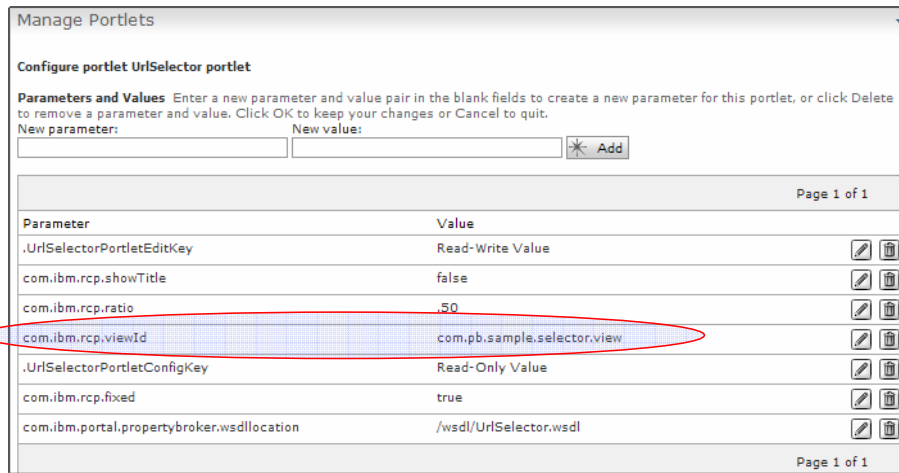 Manage Portlets
Configure portlet UrlSelector portlet
Parameters and Values Enter a new parameter and value pair in the blank fields to create a new parameter for this portlet, or click Delete
to remove a parameter and value. Click OK to keep your changes or Cancel to quit.
New parameter: New value:
Add
Page 1 of 1
Parameter Value
.UrlSelectorPortletEditKey Read-Write Value
com.ibm.rcp.showTitle false
com.ibm.rcp.ratio .50
com.ibm.rcp.viewId com.pb.sample.selector.view
.UrlSelectorPortletConfigKey Read-Only Value
com.ibm.rcp.fixed true
com.ibm.portal.propertybroker.wsdllocation /wsdl/UrlSelector.wsdl
Page 1 of 1